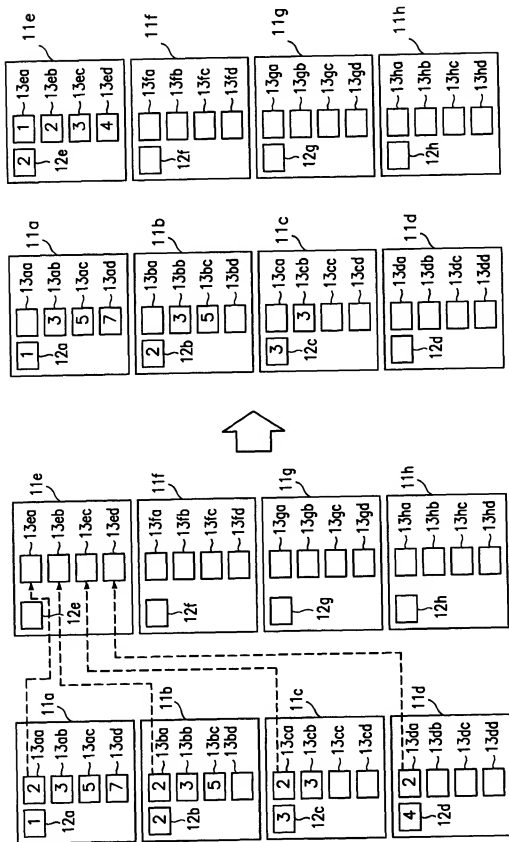 11a
1
12a
2 13aa
3 13ab
5 13ac
7 13ad
11b
2
12b
2 13ba
3 13bb
5 13bc
13bd
11c
3
12c
2 13ca
3 13cb
13cc
13cd
11d
4
12d
2 13da
13db
13dc
13dd
11e
12e
13ea
13eb
13ec
13ed
11f
12f
13fa
13fb
13fc
13fd
11g
12g
13ga
13gb
13gc
13gd
11h
12h
13ha
13hb
13hc
13hd
11a
1
12a
13aa
3 13ab
5 13ac
7 13ad
11b
2
12b
13ba
3 13bb
5 13bc
13bd
11c
3
12c
13ca
3 13cb
13cc
13cd
11d
12d
13da
13db
13dc
13dd
11e
2
12e
1 13ea
2 13eb
3 13ec
4 13ed
11f
12f
13fa
13fb
13fc
13fd
11g
12g
13ga
13gb
13gc
13gd
11h
12h
13ha
13hb
13hc
13hd